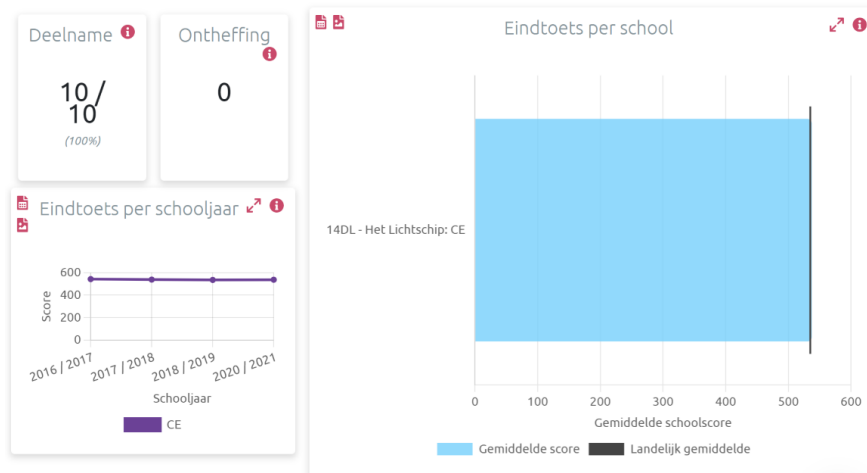 Deelname
10 /
10
(100%)
Ontheffing
0
Eindtoets per schooljaar
600
400
200
0
Score
2016 / 2017
2017 / 2018
2018 / 2019
2020 / 2021
Schooljaar
CE
Eindtoets per school
14DL - Het Lichtschip: CE
0 100 200 300 400 500 600
Gemiddelde schoolscore
Gemiddelde score Landelijk gemiddelde